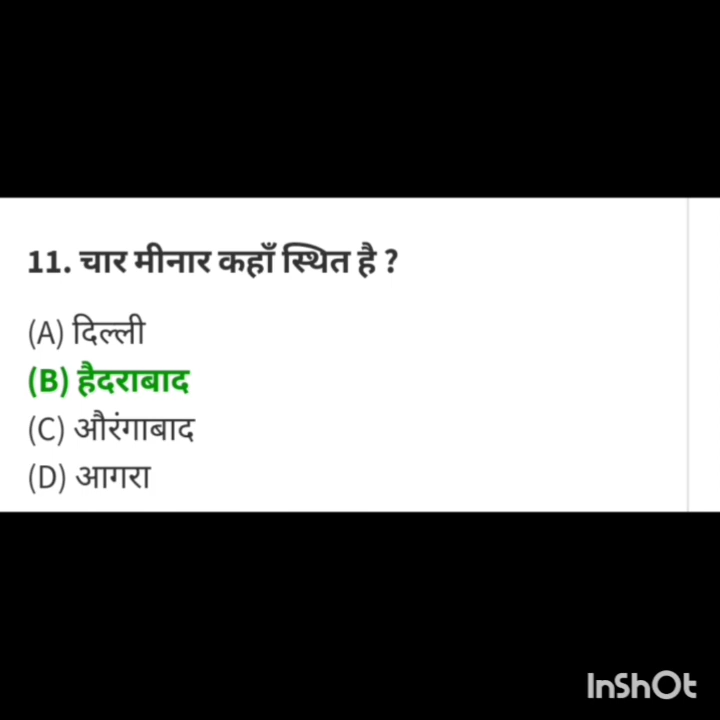 11. चार मीनार कहाँ स्थित है ?
(A) दिल्ली
(B) हैदराबाद
(C) औरंगाबाद
(D) आगरा
InShOt